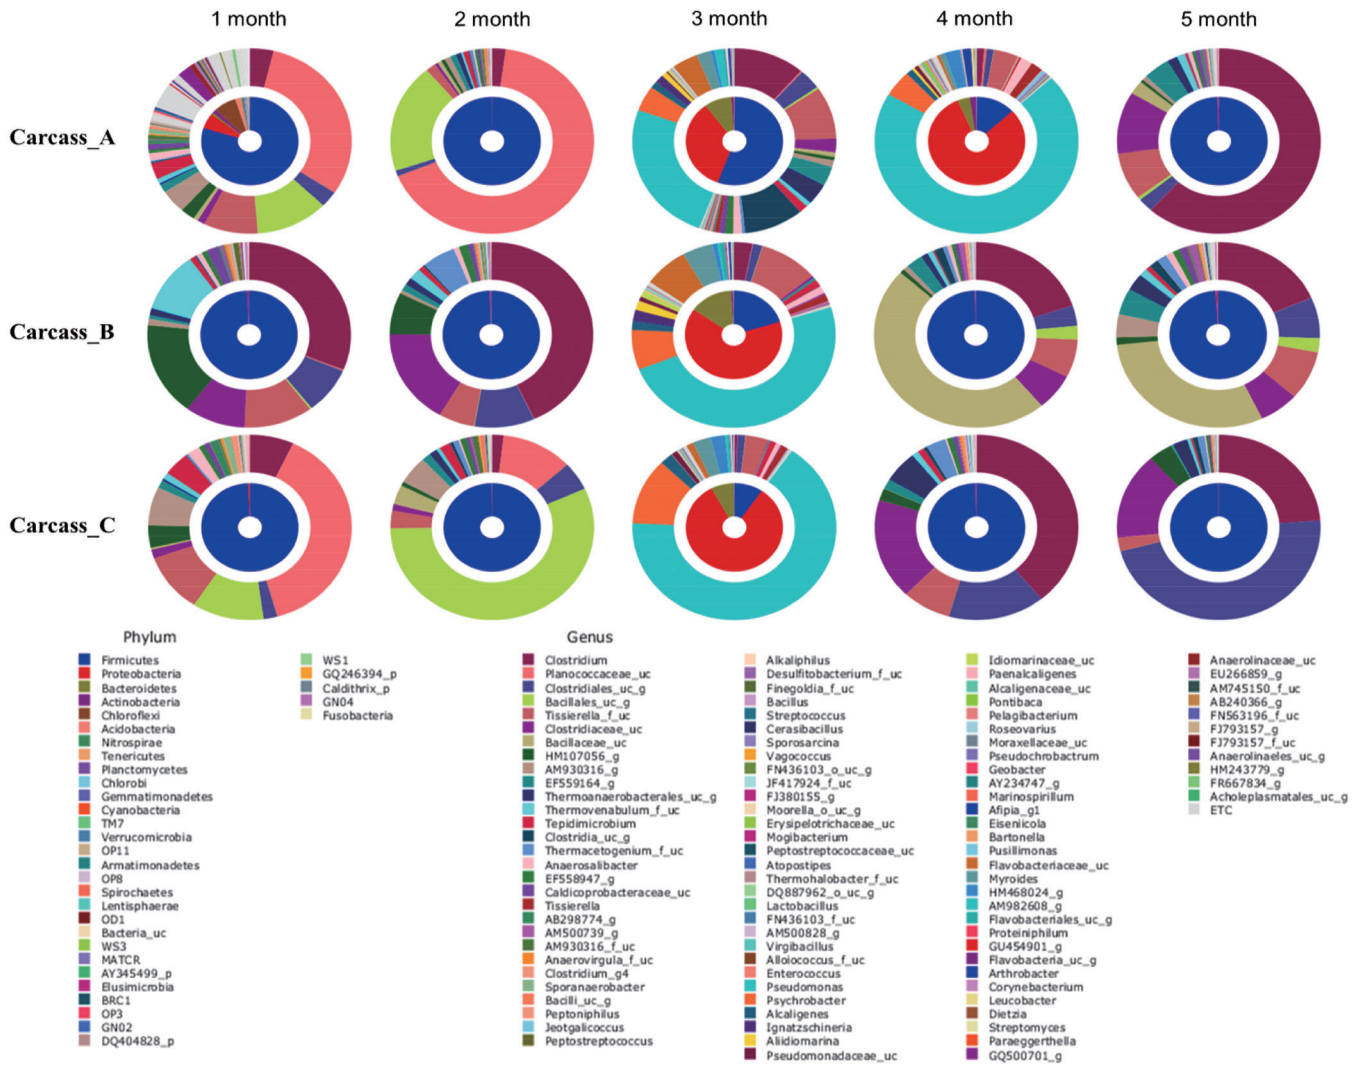 1 month 2 month 3 month 4 month 5 month
Carcass_A
Carcass_B
Carcass_C
Phylum
Firmicutes
Proteobacteria
Bacteroidetes
Actinobacteria
Chloroflexi
Acidobacteria
Nitrospirae
Tenericutes
Planctomycetes
Chlorobi
Gemmatimonadetes
Cyanobacteria
TM7
Verrucomicrobia
OP11
Armatimonadetes
OP8
Spirochaetes
Lentisphaerae
OD1
Bacteria_uc
WS3
MATCR
AY345499_p
Elusimicrobia
BRC1
OP3
GN02
DQ404828_p
WS1
GQ246394_p
Caldithrix_p
GN04
Fusobacteria
Genus
Clostridium
Planococcaceae_uc
Clostridiales_uc_g
Bacillales_uc_g
Tissierella_f_uc
Clostridiaceae_uc
Bacillaceae_uc
HM107056_g
AM930316_g
EF559164_g
Thermoanaerobacterales_uc_g
Thermovenabulum_f_uc
Tepidimicrobium
Clostridia_uc_g
Thermacetogenium_f_uc
Anaerosalibacter
EF558947_g
Caldicoprobacteraceae_uc
Tissierella
AB298774_g
AM500739_g
AM930316_f_uc
Anaerovirgula_f_uc
Clostridium_g4
Sporanaerobacter
Bacilli_uc_g
Peptoniphilus
Jeotgalicoccus
Peptostreptococcus
Alkaliphilus
Desulfitobacterium_f_uc
Finegoldia_f_uc
Bacillus
Streptococcus
Cerasibacillus
Sporosarcina
Vagococcus
FN436103_o_uc_g
JF417924_f_uc
FJ380155_g
Moorella_o_uc_g
Erysipelotrichaceae_uc
Mogibacterium
Peptostreptococcaceae_uc
Atopostipes
Thermohalobacter_f_uc
DQ887962_o_uc_g
Lactobacillus
FN436103_f_uc
AM500828_g
Virgibacillus
Alloiococcus_f_uc
Enterococcus
Pseudomonas
Psychrobacter
Alcaligenes
Ignatzschineria
Aliidiomarina
Pseudomonadaceae_uc
Idiomarinaceae_uc
Paenalcaligenes
Alcaligenaceae_uc
Pontibaca
Pelagibacterium
Roseovarius
Moraxellaceae_uc
Pseudochrobactrum
Geobacter
AY234747_g
Marinospirillum
Afipia_g1
Eiseniicola
Bartonella
Pusillimonas
Flavobacteriaceae_uc
Myroides
HM468024_g
AM982608_g
Flavobacteriales_uc_g
Proteiniphilum
GU454901_g
Flavobacteria_uc_g
Arthrobacter
Corynebacterium
Leucobacter
Dietzia
Streptomyces
Paraeggerthella
GQ500701_g
Anaerolinaceae_uc
EU266859_g
AM745150_f_uc
AB240366_g
FN563196_f_uc
FJ793157_g
FJ793157_f_uc
Anaerolinaeles_uc_g
HM243779_g
FR667834_g
Acholeplasmatales_uc_g
ETC